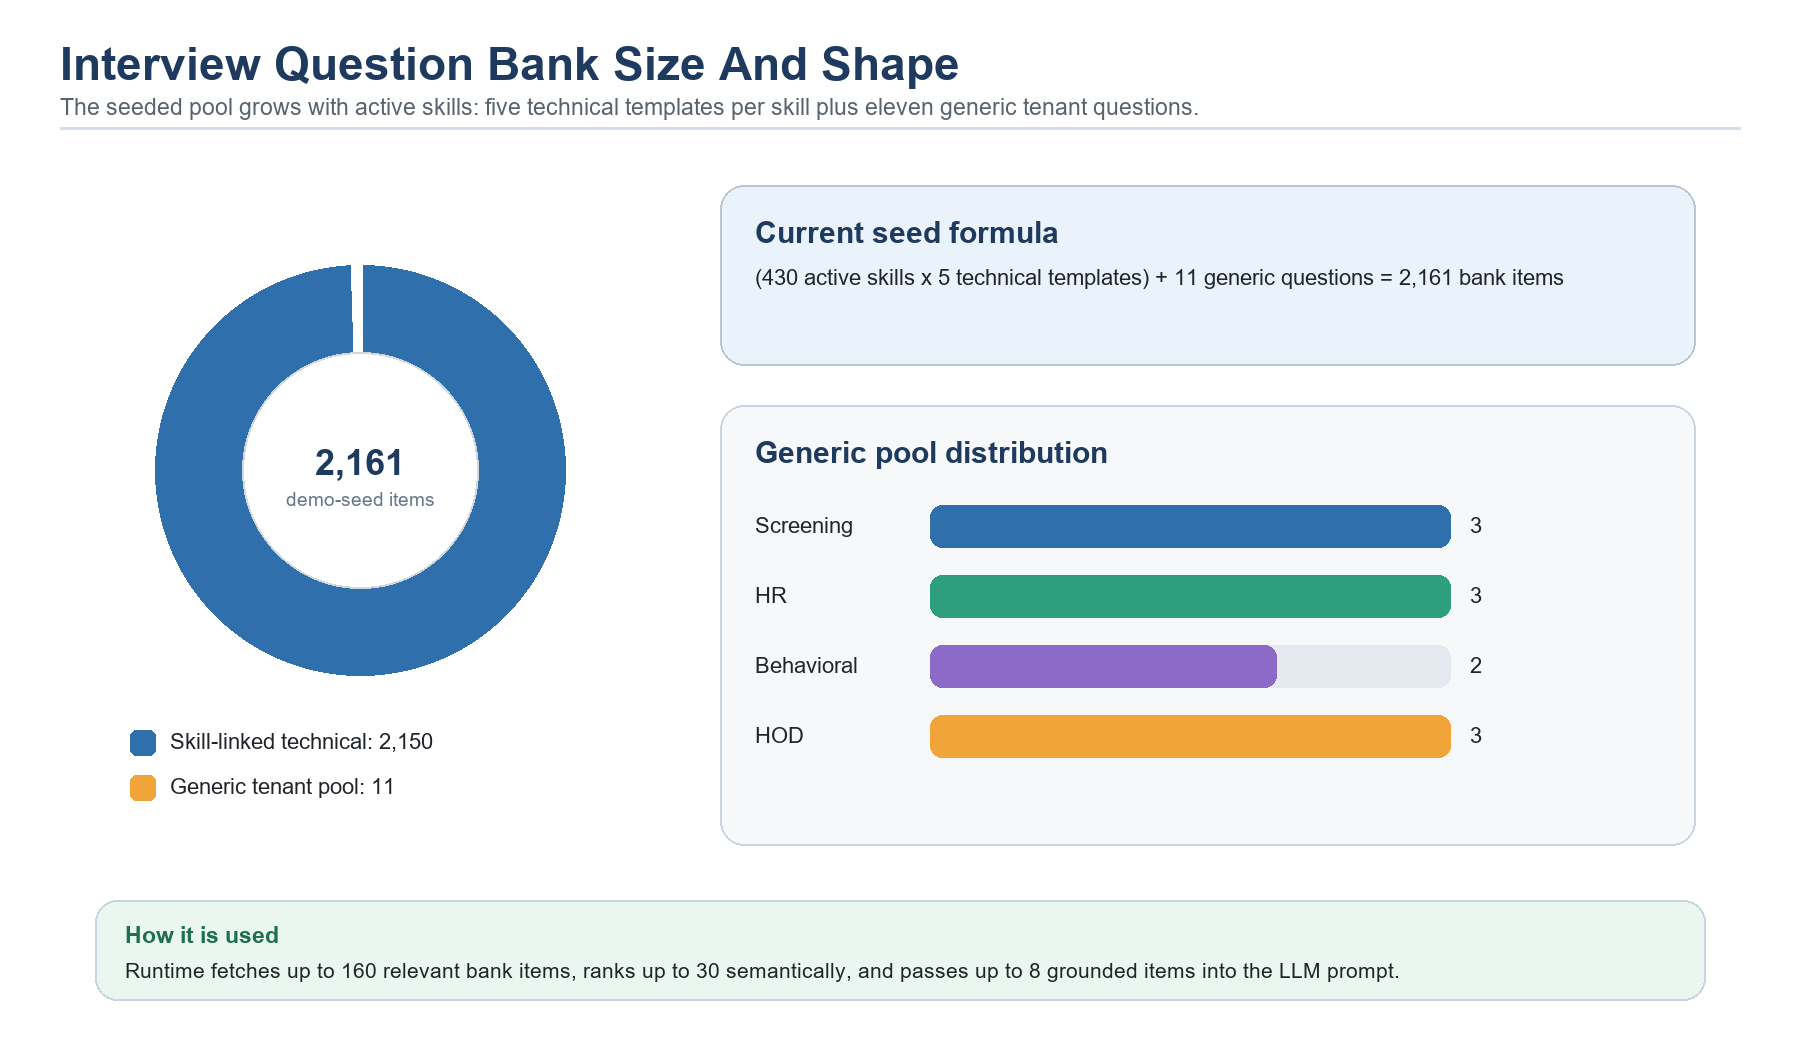 Interview Question Bank Size And Shape
The seeded pool grows with active skills: five technical templates per skill plus eleven generic tenant questions.
2,161
demo-seed items
Skill-linked technical: 2,150
Generic tenant pool: 11
Current seed formula
(430 active skills x 5 technical templates) + 11 generic questions = 2,161 bank items
Generic pool distribution
Screening 3
HR 3
Behavioral 2
HOD 3
How it is used
Runtime fetches up to 160 relevant bank items, ranks up to 30 semantically, and passes up to 8 grounded items into the LLM prompt.